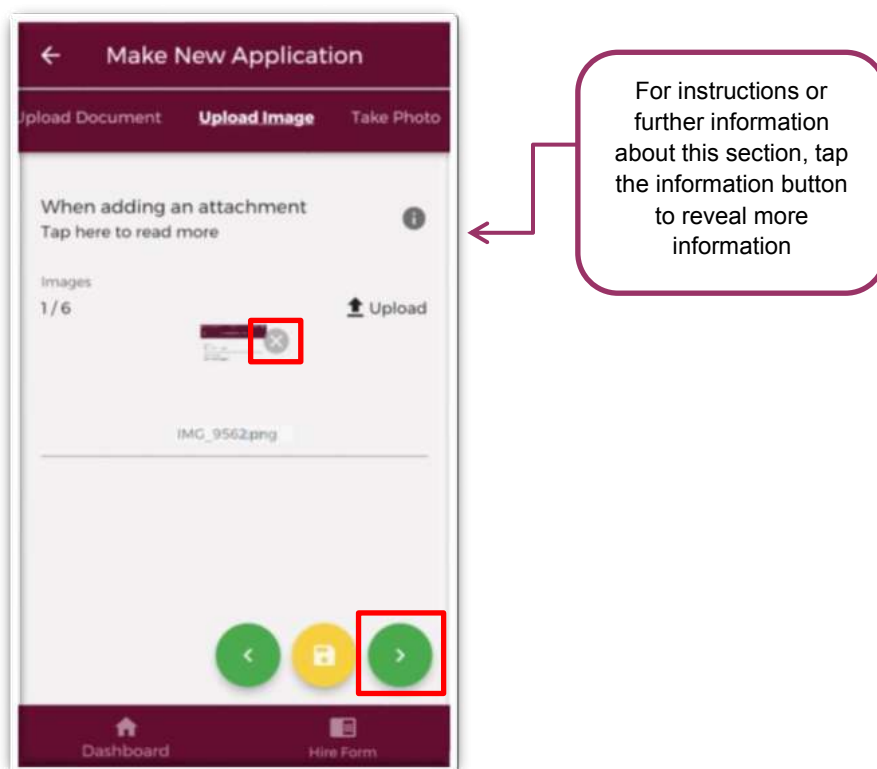 Make New Application
Upload Document Upload Image Take Photo
When adding an attachment
Tap here to read more
Images
1 / 6
Upload
IMG_9562.png
Dashboard Hire Form
For instructions or
further information
about this section, tap
the information button
to reveal more
information